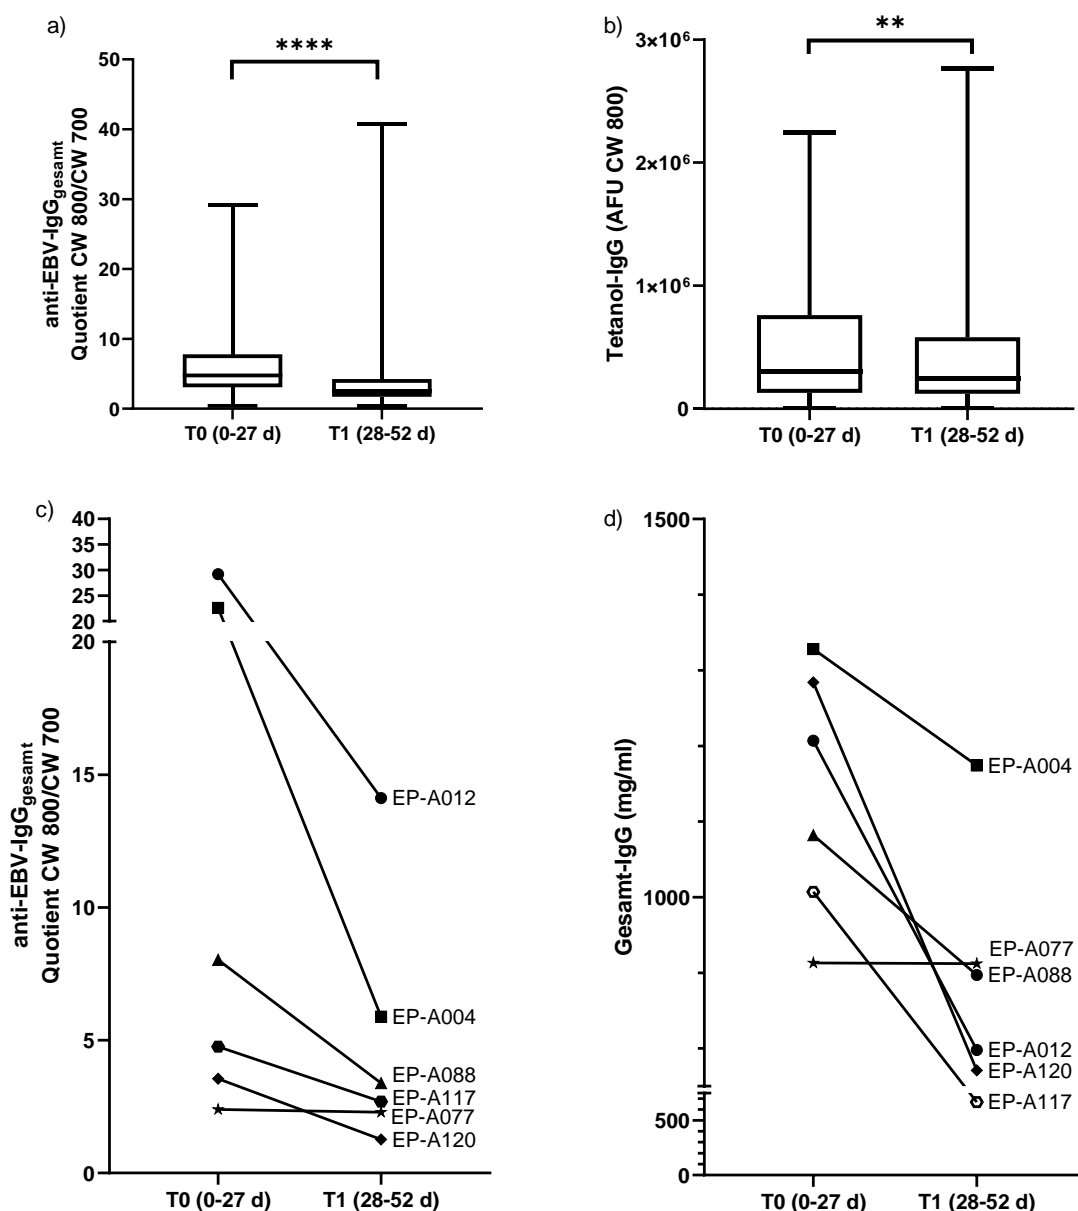 a)
anti-EBV-IgGgesamt
Quotient CW 800/CW 700
50
40
30
20
10
0
****
T0 (0-27 d)
T1 (28-52 d)
b)
Tetanol-IgG (AFU CW 800)
3×10⁶
2×10⁶
1×10⁶
0
**
T0 (0-27 d)
T1 (28-52 d)
c)
anti-EBV-IgGgesamt
Quotient CW 800/CW 700
40
35
30
25
20
20
15
10
5
0
EP-A012
EP-A004
EP-A088
EP-A117
EP-A077
EP-A120
T0 (0-27 d)
T1 (28-52 d)
d)
Gesamt-IgG (mg/ml)
1500
1000
500
0
EP-A004
EP-A077
EP-A088
EP-A012
EP-A120
EP-A117
T0 (0-27 d)
T1 (28-52 d)